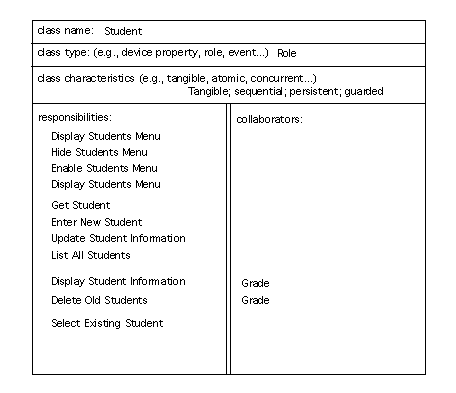 class name: Student
class type: (e.g., device property, role, event...) Role
class characteristics (e.g., tangible, atomic, concurrent...)
Tangible; sequential; persistent; guarded
responsibilities:
collaborators:
Display Students Menu
Hide Students Menu
Enable Students Menu
Display Students Menu
Get Student
Enter New Student
Update Student Information
List All Students
Display Student Information Grade
Delete Old Students Grade
Select Existing Student